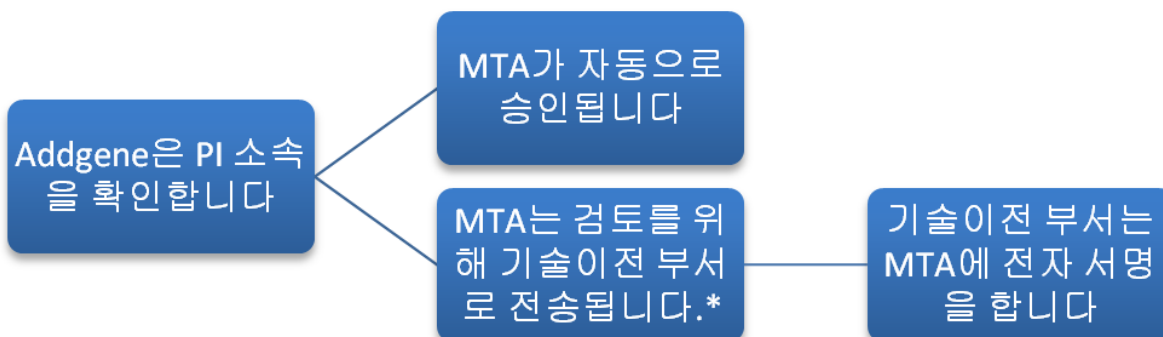 Addgene은 PI 소속
을 확인합니다
MTA가 자동으로
승인됩니다
MTA는 검토를 위
해 기술이전 부서
로 전송됩니다.*
기술이전 부서는
MTA에 전자 서명
을 합니다